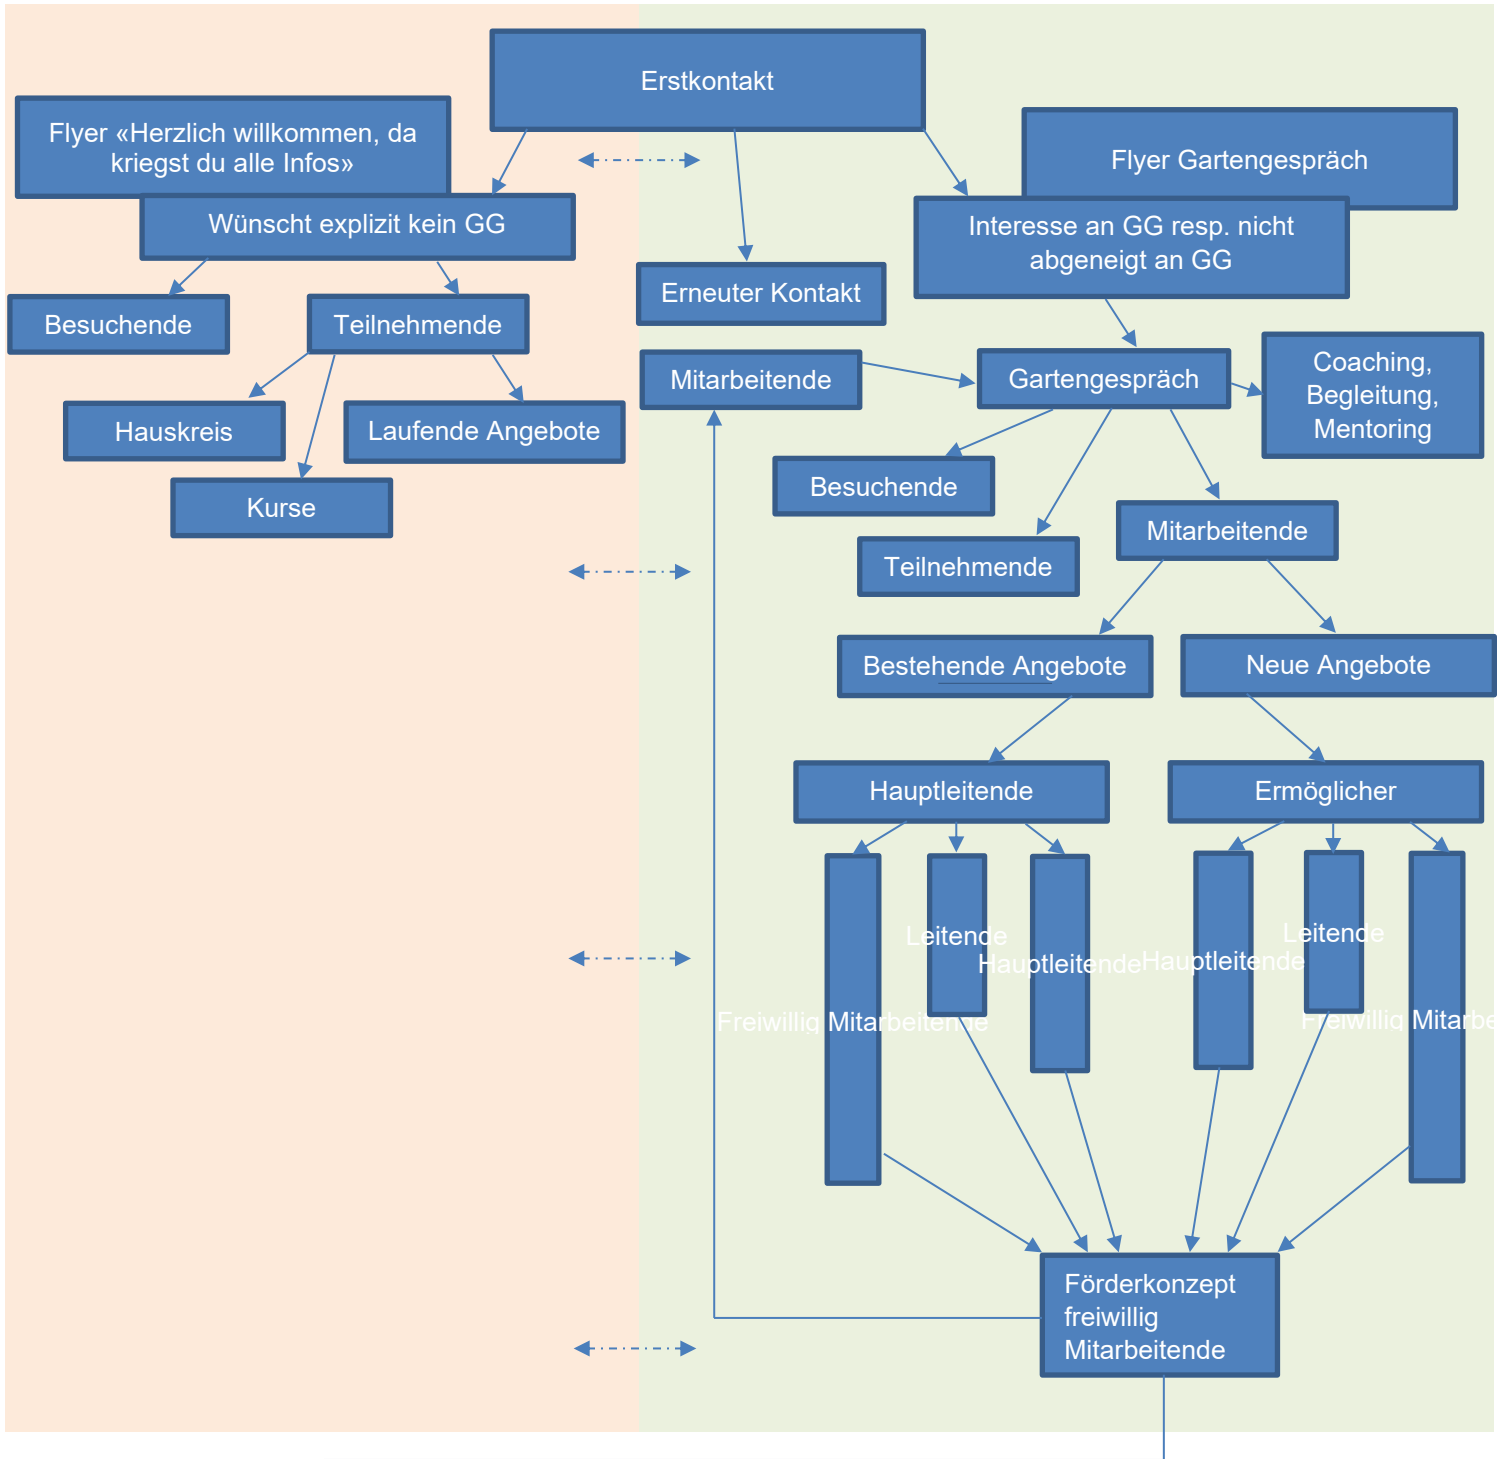 Erstkontakt
Flyer «Herzlich willkommen, da
kriegst du alle Infos»
Flyer Gartengespräch
Wünscht explizit kein GG
Interesse an GG resp. nicht
abgeneigt an GG
Erneuter Kontakt
Besuchende
Teilnehmende
Mitarbeitende
Gartengespräch
Coaching,
Begleitung,
Mentoring
Hauskreis
Laufende Angebote
Kurse
Besuchende
Mitarbeitende
Teilnehmende
Bestehende Angebote
Neue Angebote
Hauptleitende
Ermöglicher
Freiwillig Mitarbeitende
Leitende
Hauptleitende
Hauptleitende
Leitende
Freiwillig Mitarbe
Förderkonzept
freiwillig
Mitarbeitende